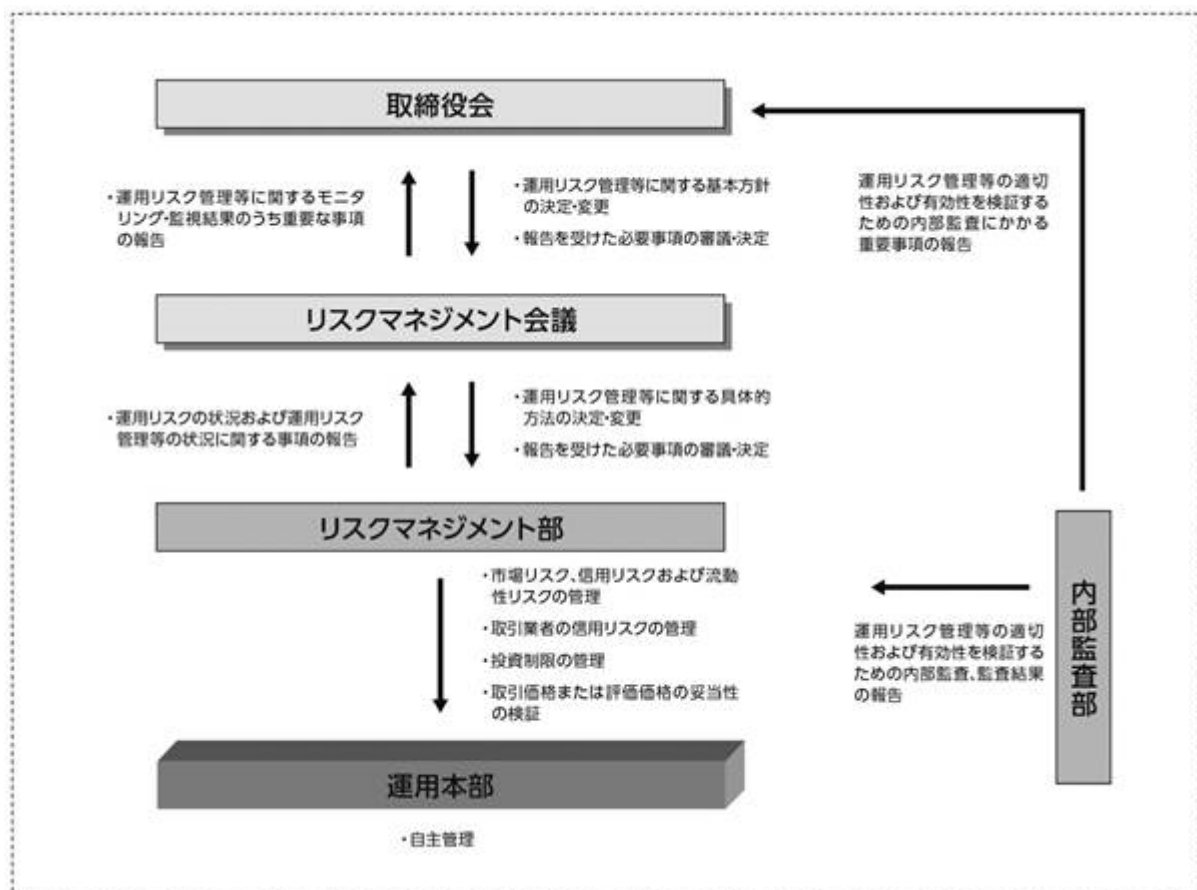 取締役会
・運用リスク管理等に関するモニタ
リング・監視結果のうち重要な事項
の報告
・運用リスク管理等に関する基本方針
の決定・変更
・報告を受けた必要事項の審議・決定
運用リスク管理等の適切
性および有効性を検証する
ための内部監査にかかる
重要事項の報告
リスクマネジメント会議
・運用リスクの状況および運用リスク
管理等の状況に関する事項の報告
・運用リスク管理等に関する具体的
方法の決定・変更
・報告を受けた必要事項の審議・決定
リスクマネジメント部
・市場リスク、信用リスクおよび流動
性リスクの管理
・取引業者の信用リスクの管理
・投資制限の管理
・取引価格または評価価格の妥当性
の検証
運用リスク管理等の適切
性および有効性を検証する
ための内部監査、監査結果
の報告
内部監査部
運用本部
・自主管理